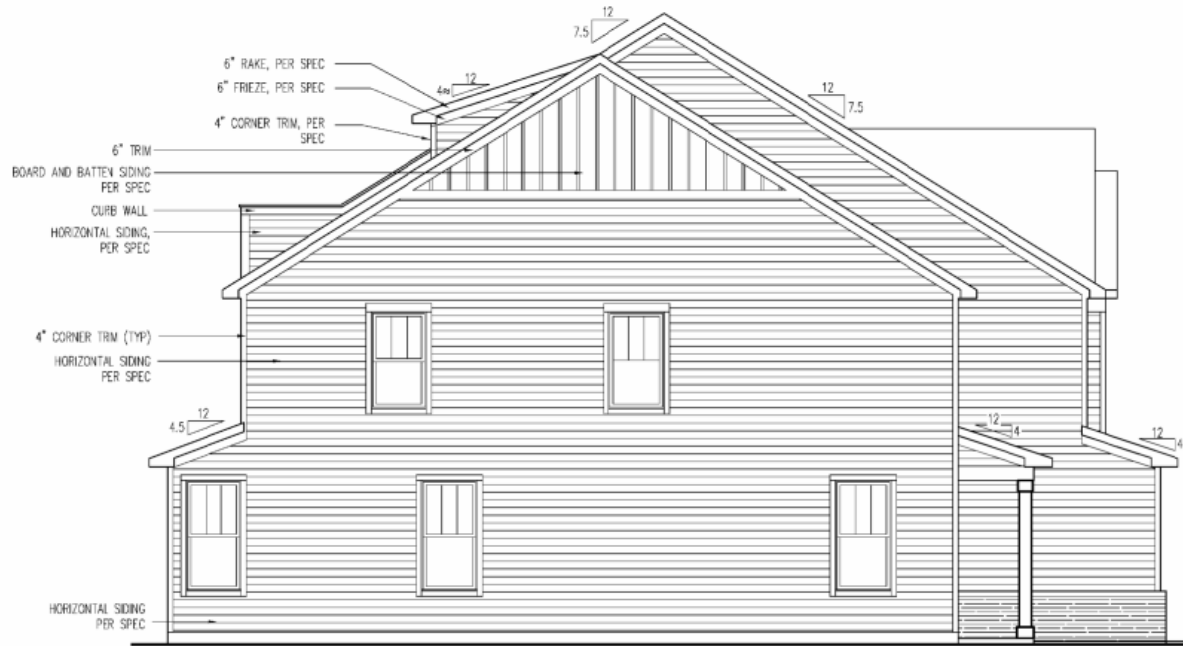 12
7.5
6" RAKE, PER SPEC
12
4≈
6" FRIEZE, PER SPEC
12
7.5
4" CORNER TRIM, PER
SPEC
6" TRIM
BOARD AND BATTEN SIDING
PER SPEC
CURB WALL
HORIZONTAL SIDING,
PER SPEC
4" CORNER TRIM (TYP)
HORIZONTAL SIDING
PER SPEC
12
4.5
12
4
12
4
HORIZONTAL SIDING
PER SPEC